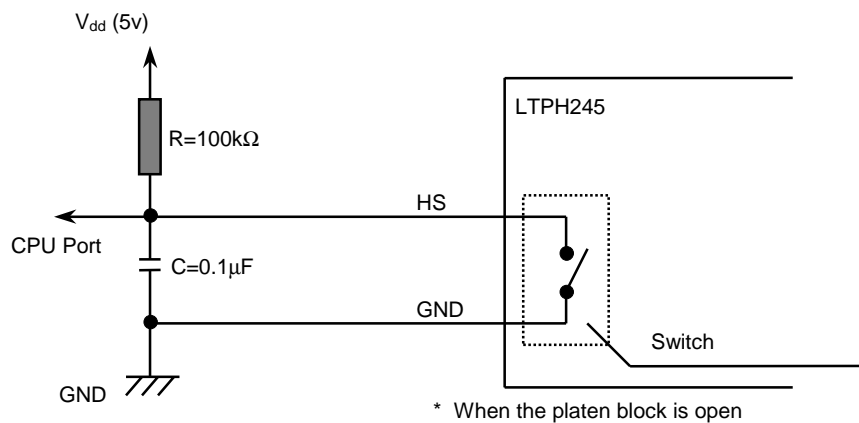 Vdd (5v)
LTPH245
R=100kΩ
HS
CPU Port
C=0.1μF
GND
Switch
GND
* When the platen block is open